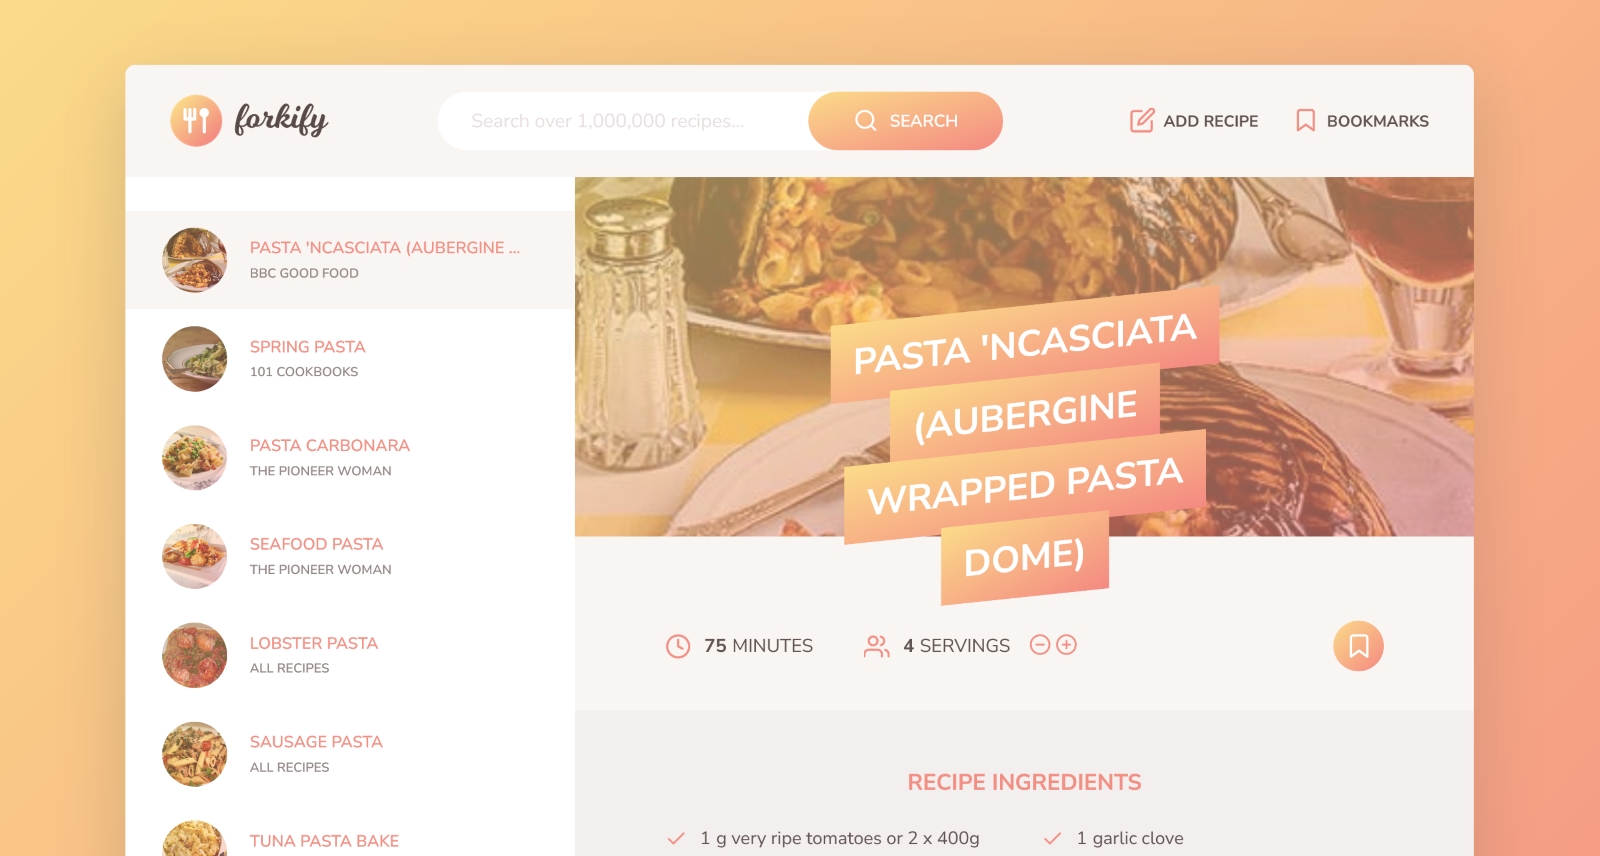 forkify
Search over 1,000,000 recipes...
SEARCH
ADD RECIPE
BOOKMARKS
PASTA 'NCASCIATA (AUBERGINE ...
BBC GOOD FOOD
SPRING PASTA
101 COOKBOOKS
PASTA CARBONARA
THE PIONEER WOMAN
SEAFOOD PASTA
THE PIONEER WOMAN
LOBSTER PASTA
ALL RECIPES
SAUSAGE PASTA
ALL RECIPES
TUNA PASTA BAKE
PASTA 'NCASCIATA
(AUBERGINE
WRAPPED PASTA
DOME)
75 MINUTES
4 SERVINGS
RECIPE INGREDIENTS
1 g very ripe tomatoes or 2 x 400g
1 garlic clove